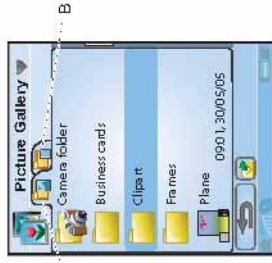 B
Picture Gallery
Camera folder
Business cards
Clipart
Frames
Plane
09:01, 30/05/05